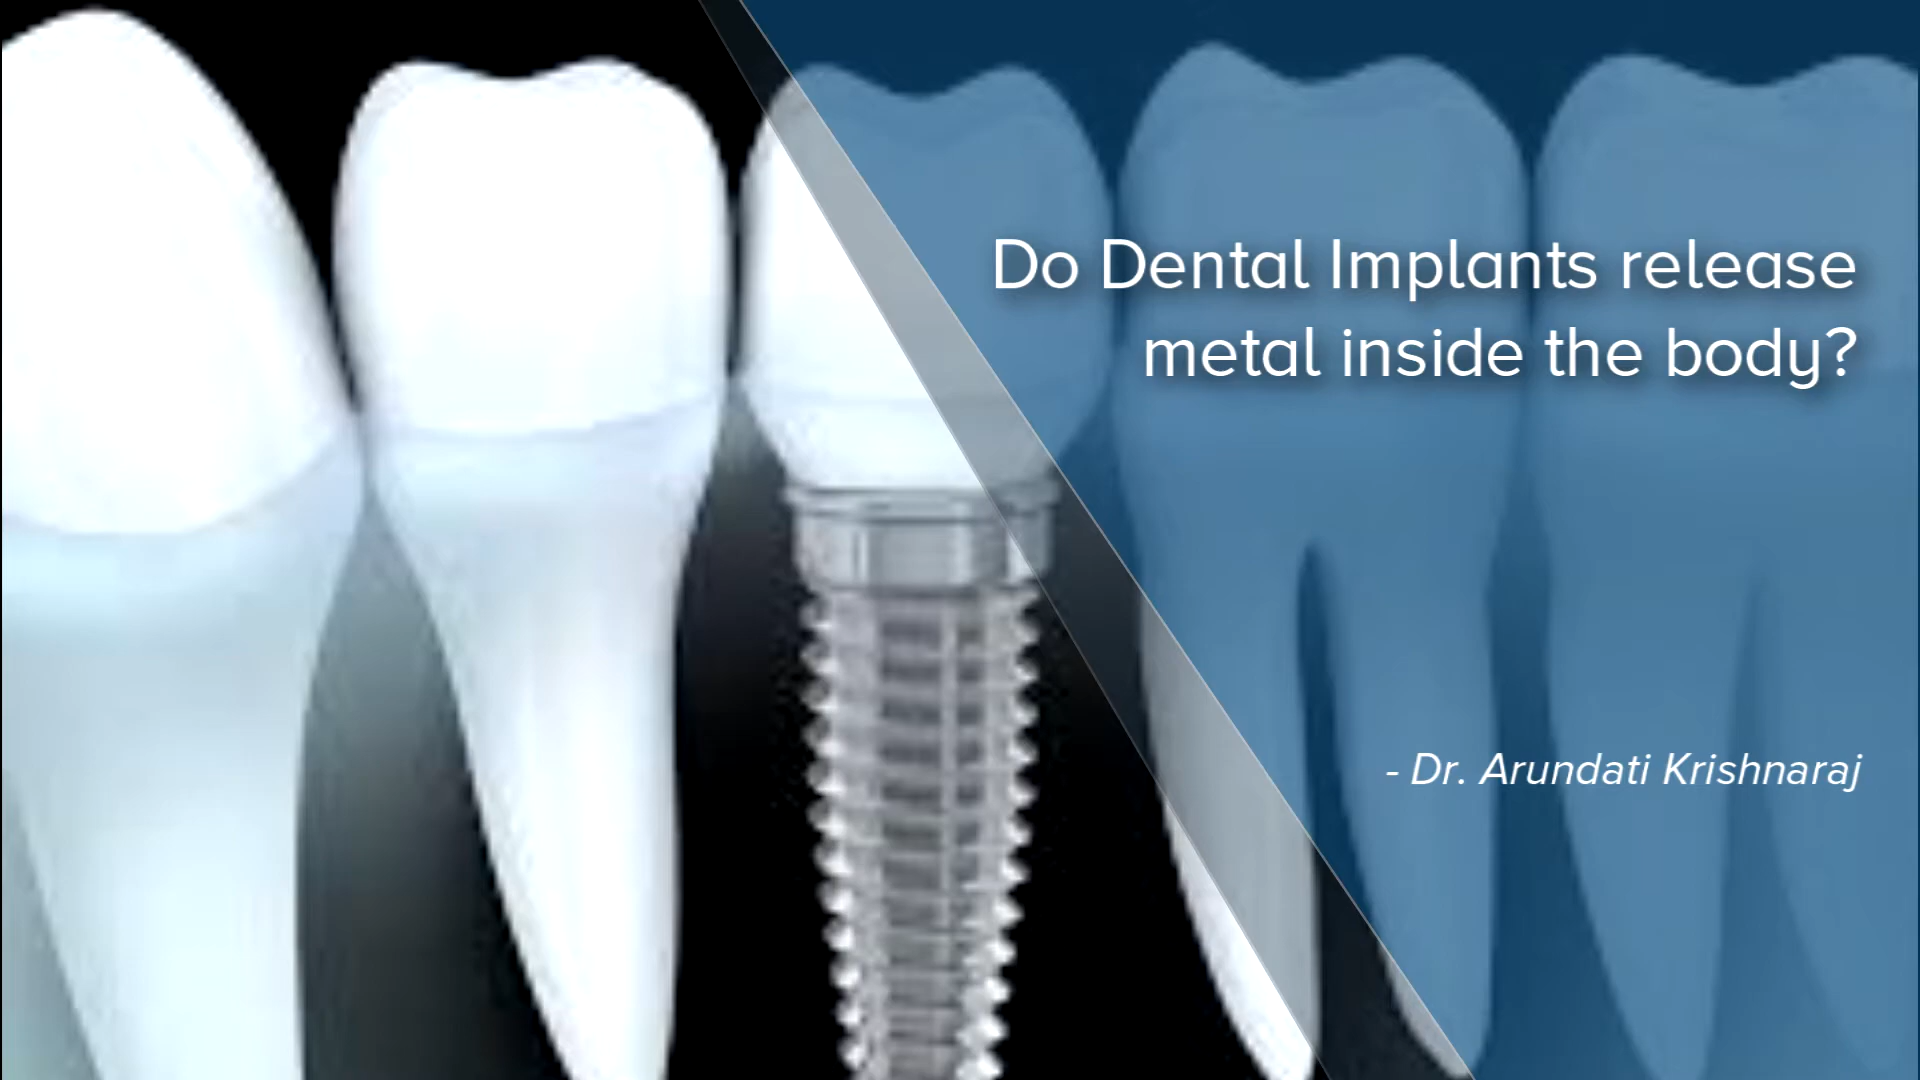 Do Dental Implants release
metal inside the body?
- Dr. Arundati Krishnaraj